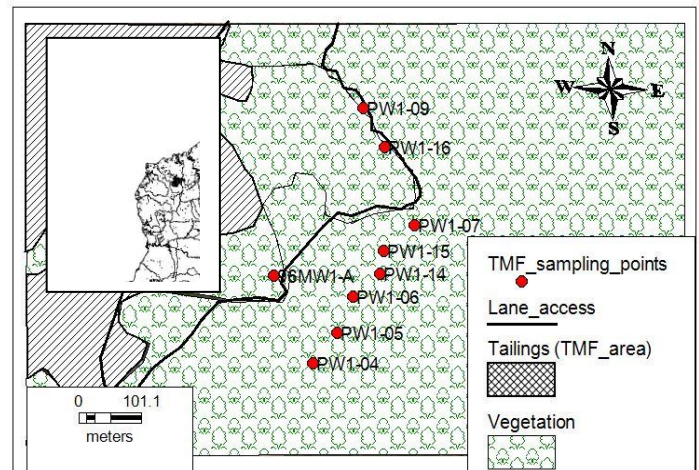 N
W E
S
PW1-09
PW1-16
PW1-07
PW1-15
PW1-14
96MW1-A
PW1-06
PW1-05
PW1-04
TMF_sampling_points
Lane_access
Tailings (TMF_area)
Vegetation
0 101.1
meters